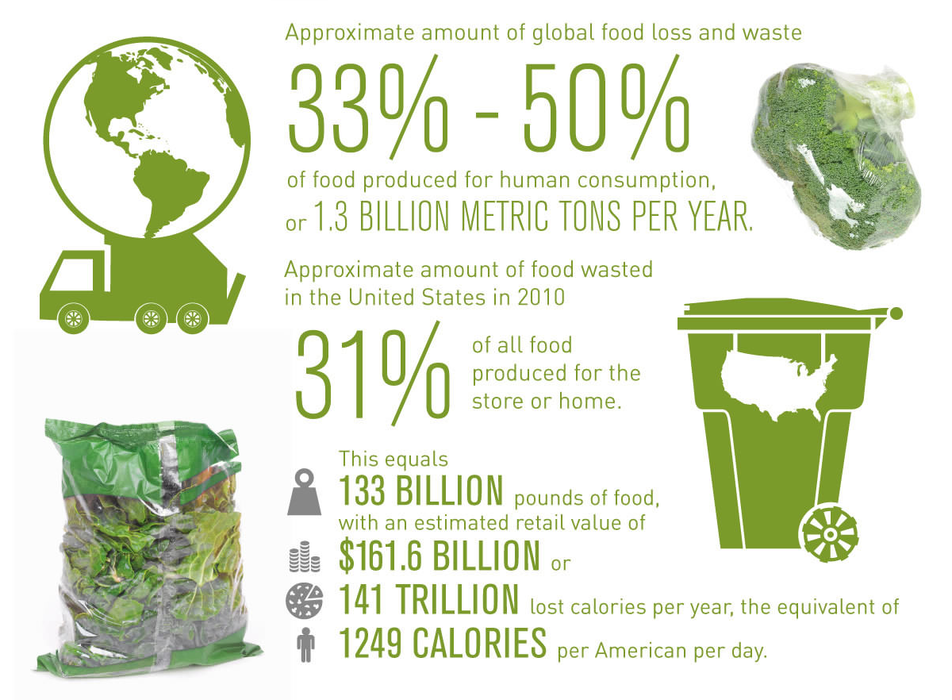 Approximate amount of global food loss and waste
33% - 50%
of food produced for human consumption,
or 1.3 BILLION METRIC TONS PER YEAR.
Approximate amount of food wasted
in the United States in 2010
31%
of all food
produced for the
store or home.
This equals
133 BILLION pounds of food,
with an estimated retail value of
$161.6 BILLION or
141 TRILLION lost calories per year, the equivalent of
1249 CALORIES per American per day.